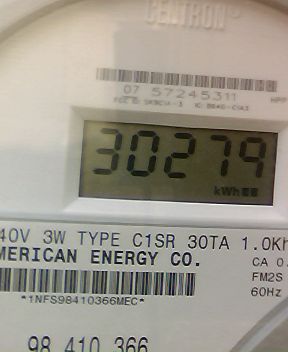 CENTRON®
07 57245311
30279
kWh
40V 3W TYPE C1SR 30TA 1.0Kh
MERICAN ENERGY CO.
CA 0.
FM2S
*1NFS98410366MEC*
60Hz
98 410 366